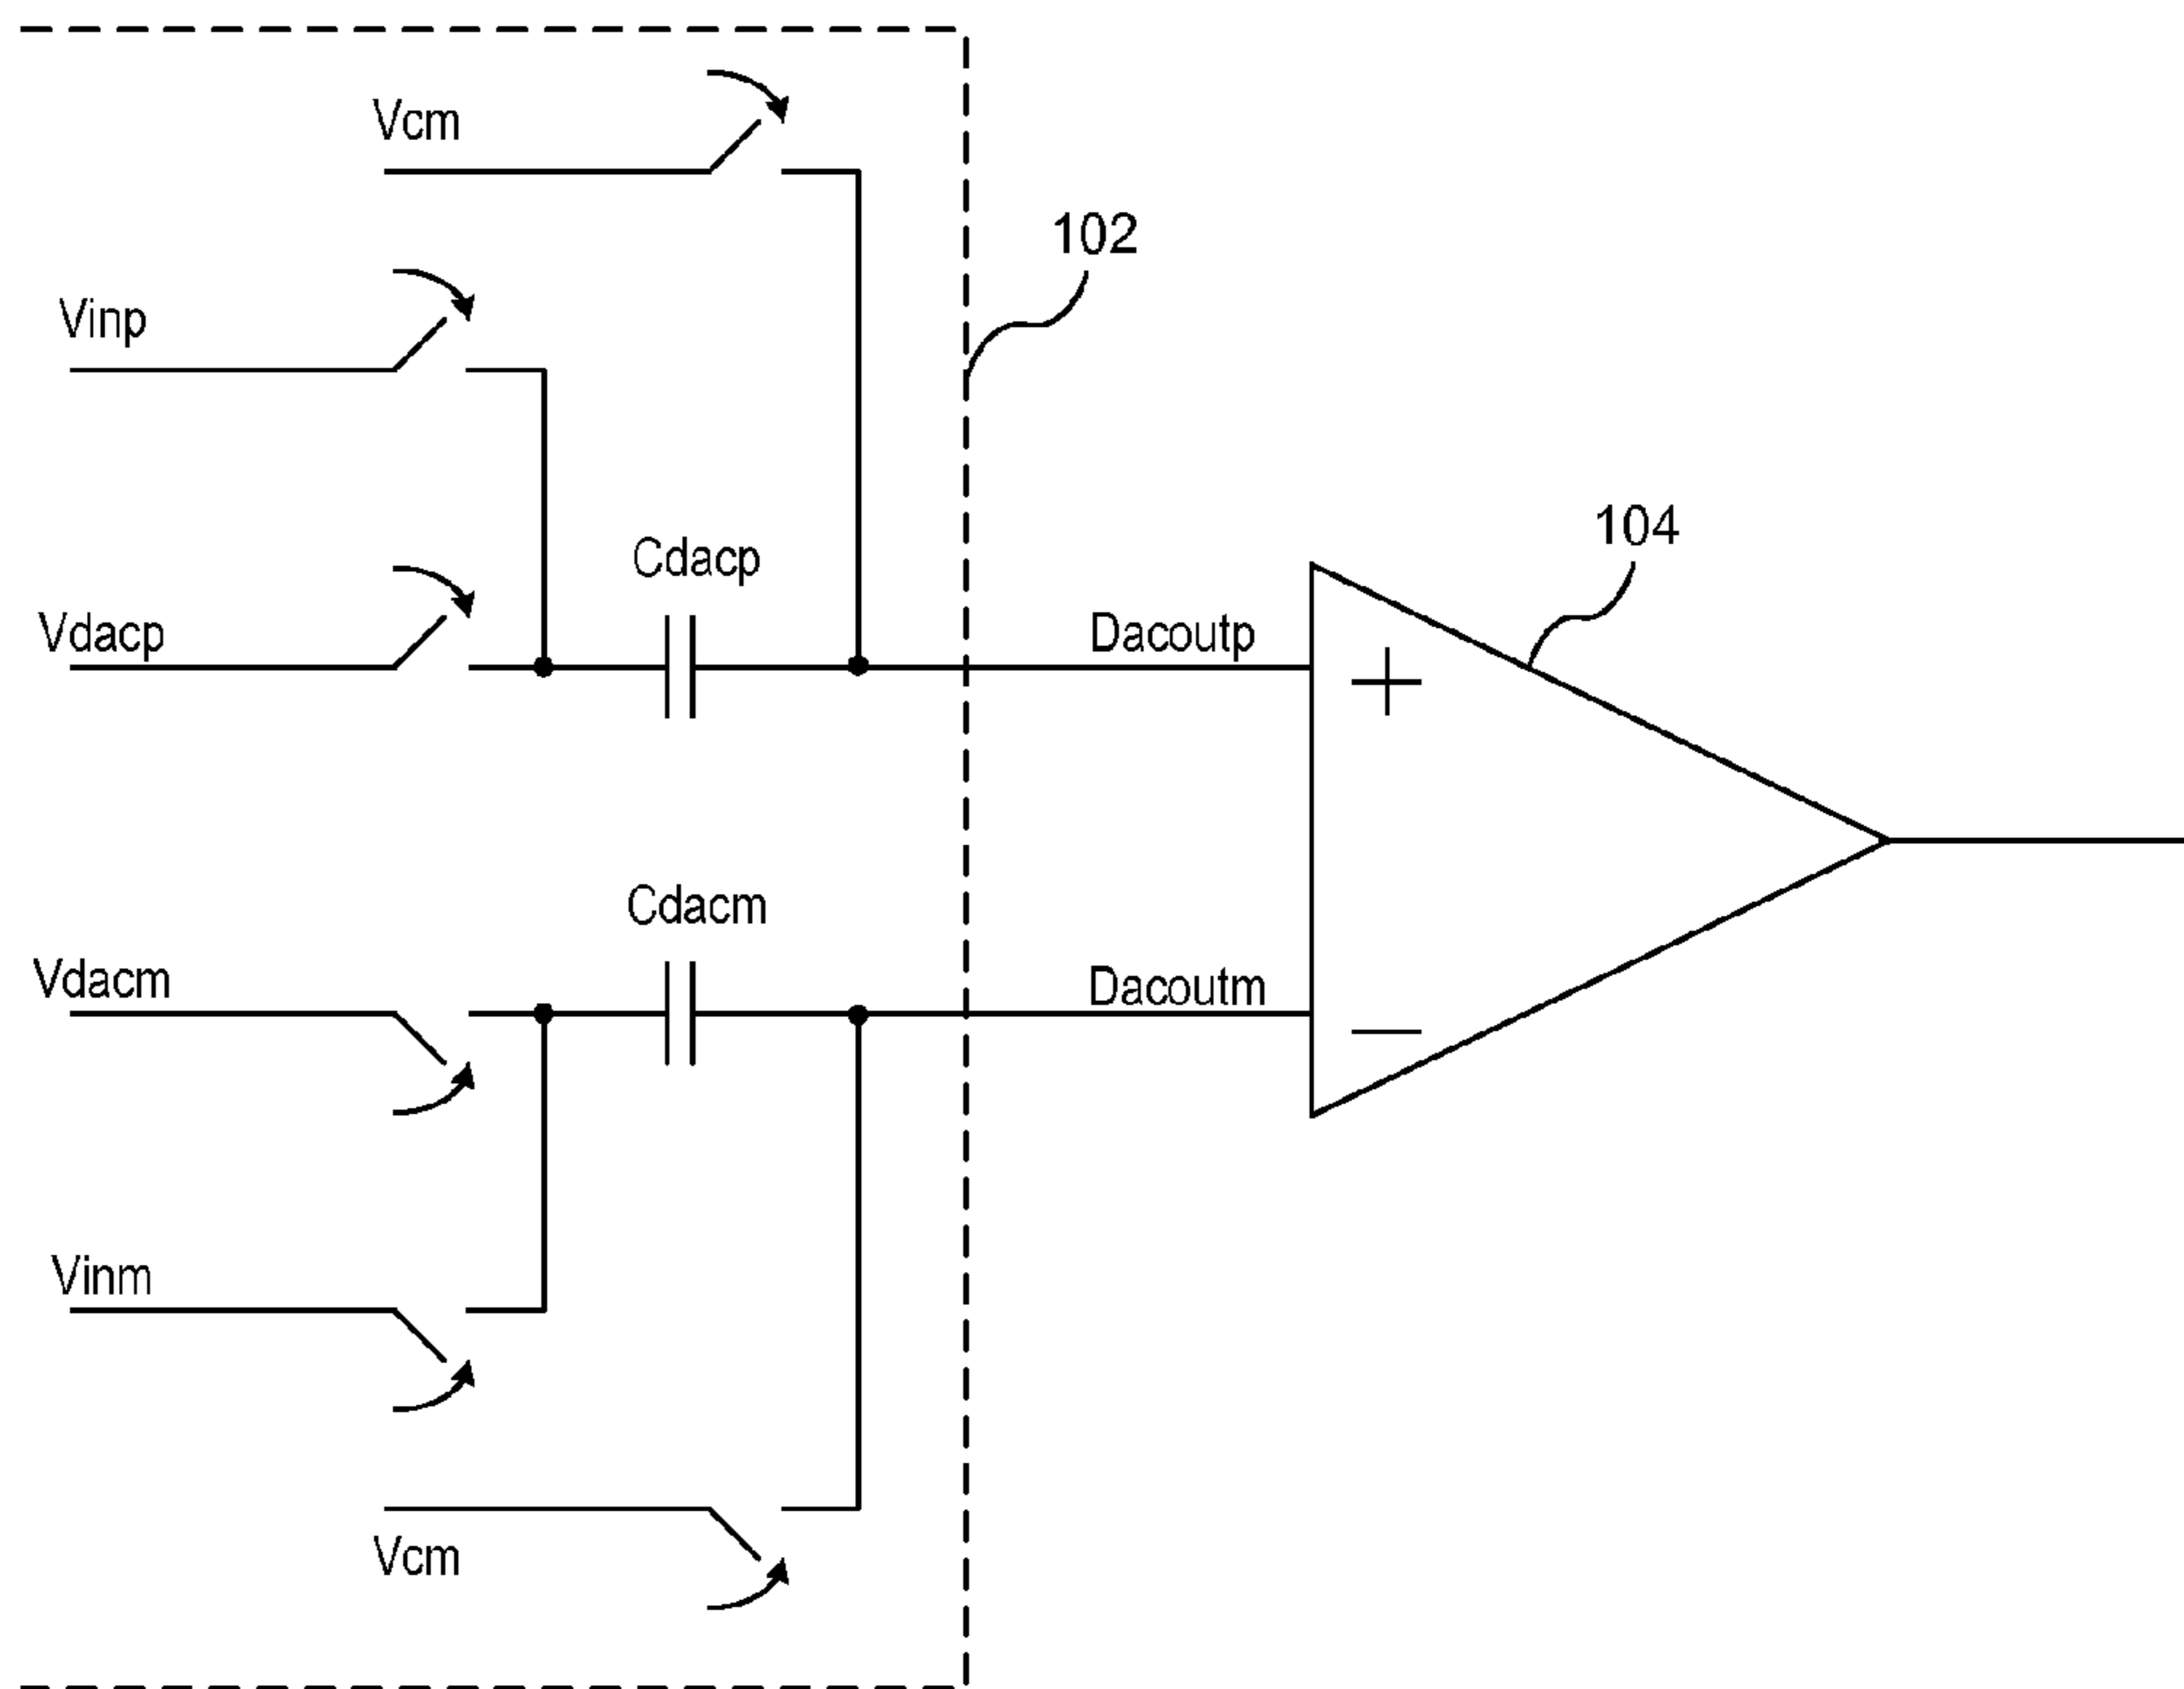 Vcm
102
Vinp
104
Cdacp
Vdacp
Dacoutp
+
Cdacm
Vdacm
Dacoutm
−
Vinm
Vcm